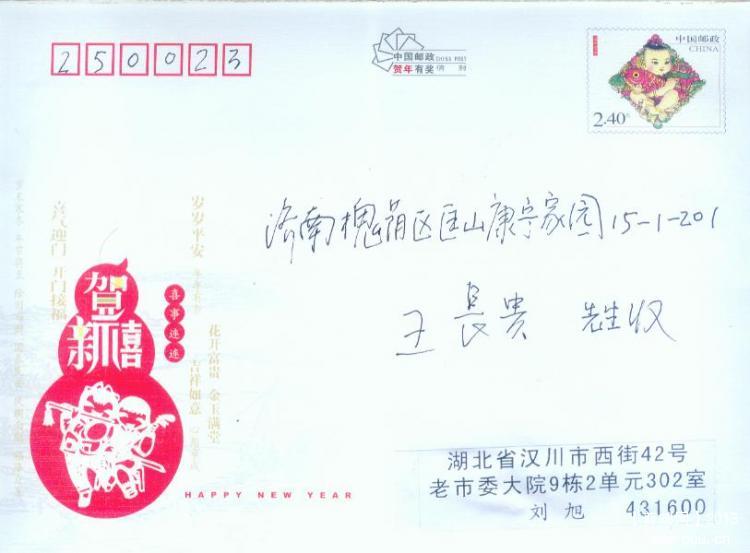 250023
中国邮政
贺年有奖
中国邮政
CHINA
2.40元
济南槐荫区匡山康宁家园15-1-201
王長贵 先生收
岁岁平安
喜气迎门 开门接福
贺新禧
喜事连连
花开富贵 金玉满堂
吉祥如意
HAPPY NEW YEAR
湖北省汉川市西街42号
老市委大院9栋2单元302室
刘旭 431600